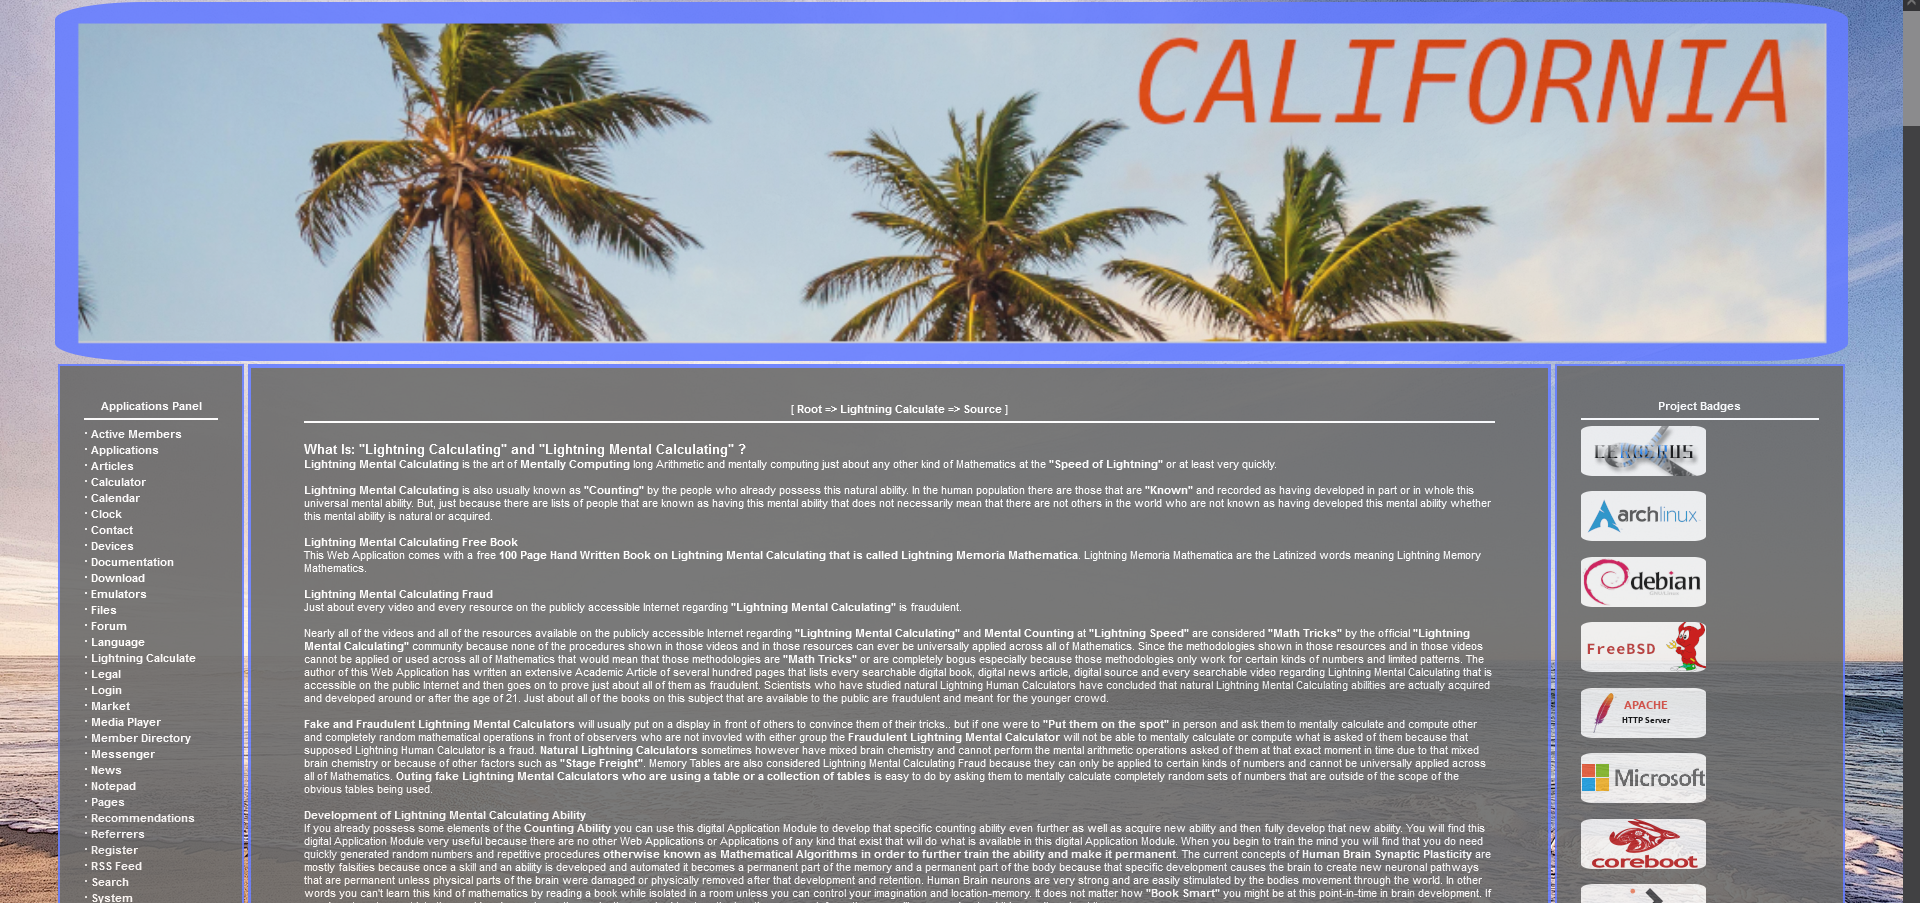 CALIFORNIA
Applications Panel
· Active Members
· Applications
· Articles
· Calculator
· Calendar
· Clock
· Contact
· Devices
· Documentation
· Download
· Emulators
· Files
· Forum
· Language
· Lightning Calculate
· Legal
· Login
· Market
· Media Player
· Member Directory
· Messenger
· News
· Notepad
· Pages
· Recommendations
· Referrers
· Register
· RSS Feed
· Search
· System
[ Root => Lightning Calculate => Source ]
What Is: "Lightning Calculating" and "Lightning Mental Calculating" ?
Lightning Mental Calculating is the art of Mentally Computing long Arithmetic and mentally computing just about any other kind of Mathematics at the "Speed of Lightning" or at least very quickly.
Lightning Mental Calculating is also usually known as "Counting" by the people who already possess this natural ability. In the human population there are those that are "Known" and recorded as having developed in part or in whole this
universal mental ability. But, just because there are lists of people that are known as having this mental ability that does not necessarily mean that there are not others in the world who are not known as having developed this mental ability whether
this mental ability is natural or acquired.
Lightning Mental Calculating Free Book
This Web Application comes with a free 100 Page Hand Written Book on Lightning Mental Calculating that is called Lightning Memoria Mathematica. Lightning Memoria Mathematica are the Latinized words meaning Lightning Memory
Mathematics.
Lightning Mental Calculating Fraud
Just about every video and every resource on the publicly accessible Internet regarding "Lightning Mental Calculating" is fraudulent.
Nearly all of the videos and all of the resources available on the publicly accessible Internet regarding "Lightning Mental Calculating" and Mental Counting at "Lightning Speed" are considered "Math Tricks" by the official "Lightning
Mental Calculating" community because none of the procedures shown in those videos and in those resources can ever be universally applied across all of Mathematics. Since the methodologies shown in those resources and in those videos
cannot be applied or used across all of Mathematics that would mean that those methodologies are "Math Tricks" or are completely bogus especially because those methodologies only work for certain kinds of numbers and limited patterns. The
author of this Web Application has written an extensive Academic Article of several hundred pages that lists every searchable digital book, digital news article, digital source and every searchable video regarding Lightning Mental Calculating that is
accessible on the public Internet and then goes on to prove just about all of them as fraudulent. Scientists who have studied natural Lightning Human Calculators have concluded that natural Lightning Mental Calculating abilities are actually acquired
and developed around or after the age of 21. Just about all of the books on this subject that are available to the public are fraudulent and meant for the younger crowd.
Fake and Fraudulent Lightning Mental Calculators will usually put on a display in front of others to convince them of their tricks.. but if one were to "Put them on the spot" in person and ask them to mentally calculate and compute other
and completely random mathematical operations in front of observers who are not invovled with either group the Fraudulent Lightning Mental Calculator will not be able to mentally calculate or compute what is asked of them because that
supposed Lightning Human Calculator is a fraud. Natural Lightning Calculators sometimes however have mixed brain chemistry and cannot perform the mental arithmetic operations asked of them at that exact moment in time due to that mixed
brain chemistry or because of other factors such as "Stage Freight". Memory Tables are also considered Lightning Mental Calculating Fraud because they can only be applied to certain kinds of numbers and cannot be universally applied across
all of Mathematics. Outing fake Lightning Mental Calculators who are using a table or a collection of tables is easy to do by asking them to mentally calculate completely random sets of numbers that are outside of the scope of the
obvious tables being used.
Development of Lightning Mental Calculating Ability
If you already possess some elements of the Counting Ability you can use this digital Application Module to develop that specific counting ability even further as well as acquire new ability and then fully develop that new ability. You will find this
digital Application Module very useful because there are no other Web Applications or Applications of any kind that exist that will do what is available in this digital Application Module. When you begin to train the mind you will find that you do need
quickly generated random numbers and repetitive procedures otherwise known as Mathematical Algorithms in order to further train the ability and make it permanent. The current concepts of Human Brain Synaptic Plasticity are
mostly falsities because once a skill and an ability is developed and automated it becomes a permanent part of the memory and a permanent part of the body because that specific development causes the brain to create new neuronal pathways
that are permanent unless physical parts of the brain were damaged or physically removed after that development and retention. Human Brain neurons are very strong and are easily stimulated by the bodies movement through the world. In other
words you can't learn this kind of mathematics by reading a book while isolated in a room unless you can control your imagination and location-memory. It does not matter how "Book Smart" you might be at this point-in-time in brain development. If
Project Badges
CERBERUS
archlinux
debian
FreeBSD
APACHE
HTTP Server
Microsoft
coreboot